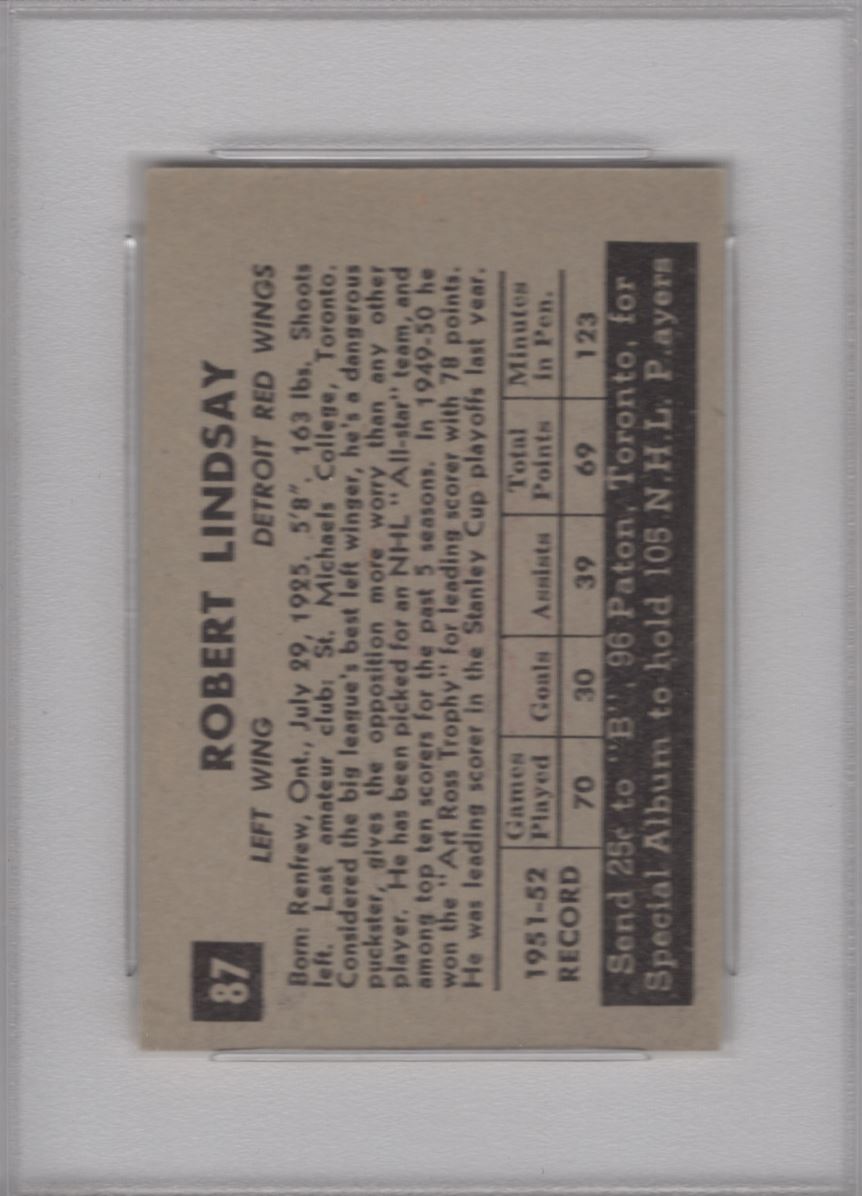 87
ROBERT LINDSAY
LEFT WING DETROIT RED WINGS
Born: Renfrew, Ont., July 29, 1925. 5'8". 163 lbs. Shoots
left. Last amateur club: St. Michaels College, Toronto.
Considered the big league's best left winger, he's a dangerous
puckster, gives the opposition more worry than any other
player. He has been picked for an NHL "All-star" team, and
among top ten scorers for the past 5 seasons. In 1949-50 he
won the "Art Ross Trophy" for leading scorer with 78 points.
He was leading scorer in the Stanley Cup playoffs last year.
1951-52 RECORD
Games Played Goals Assists Total Points Minutes in Pen.
70 30 39 69 123
Send 25¢ to "B", 96 Paton, Toronto, for
Special Album to hold 105 N.H.L. P.ayers